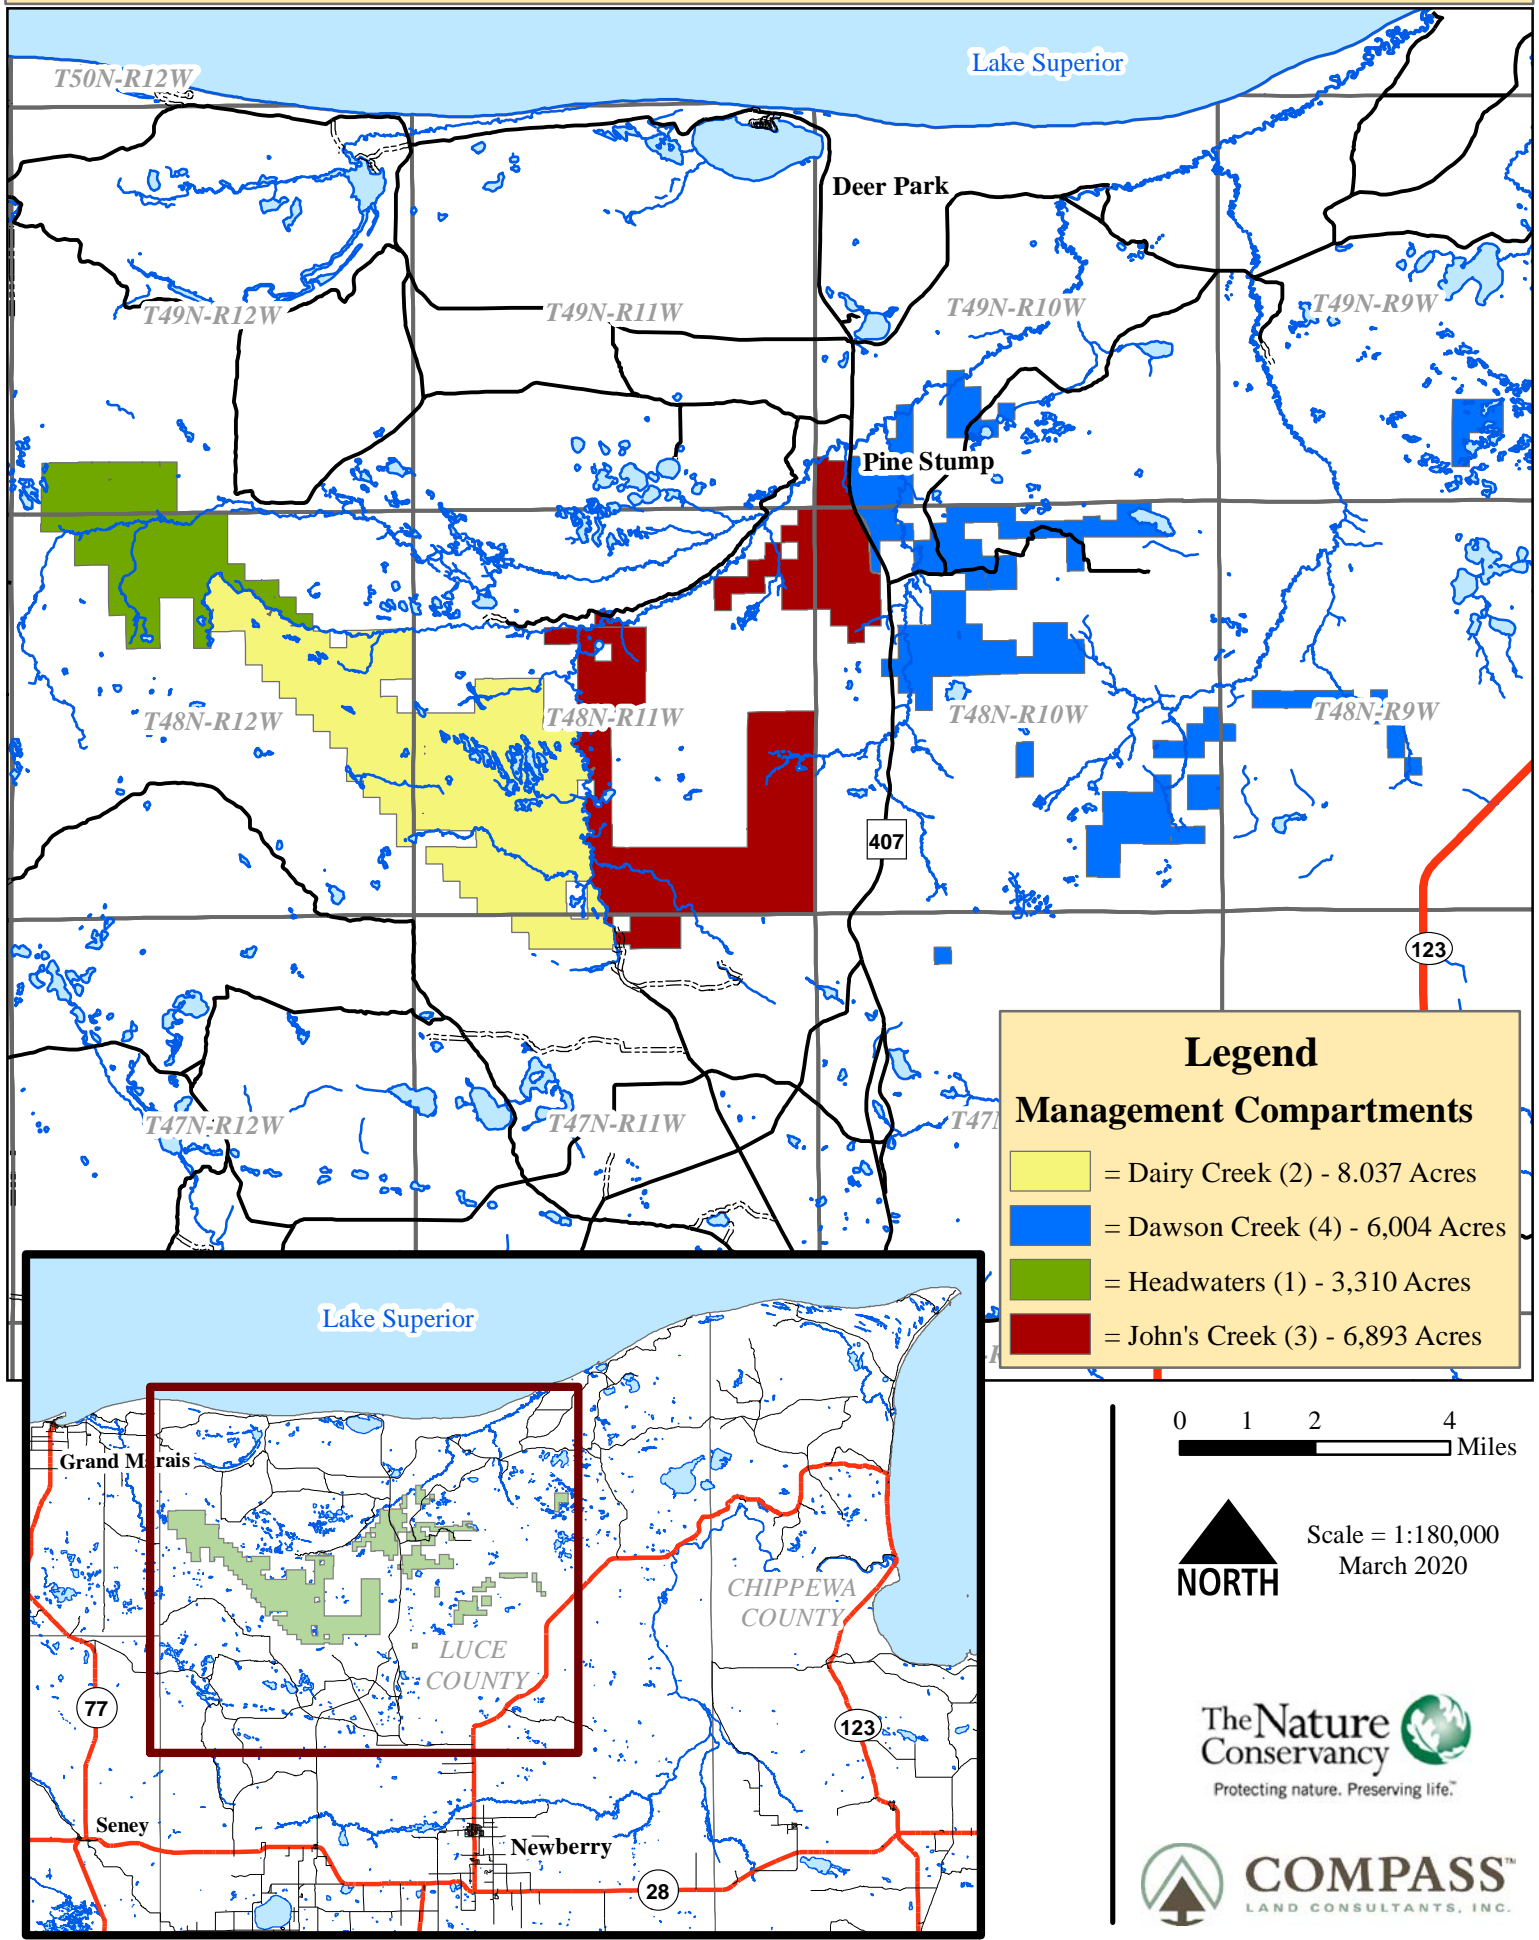 Lake Superior
T50N-R12W
Deer Park
T49N-R12W
T49N-R11W
T49N-R10W
T49N-R9W
Pine Stump
T48N-R12W
T48N-R11W
T48N-R10W
T48N-R9W
407
123
T47N-R12W
T47N-R11W
T47N
Legend
Management Compartments
= Dairy Creek (2) - 8.037 Acres
= Dawson Creek (4) - 6,004 Acres
= Headwaters (1) - 3,310 Acres
= John's Creek (3) - 6,893 Acres
Lake Superior
Grand Marais
CHIPPEWA
COUNTY
LUCE
COUNTY
77
123
Seney
Newberry
28
0 1 2 4
Miles
NORTH
Scale = 1:180,000
March 2020
The Nature
Conservancy
Protecting nature. Preserving life.™
COMPASS™
LAND CONSULTANTS, INC.